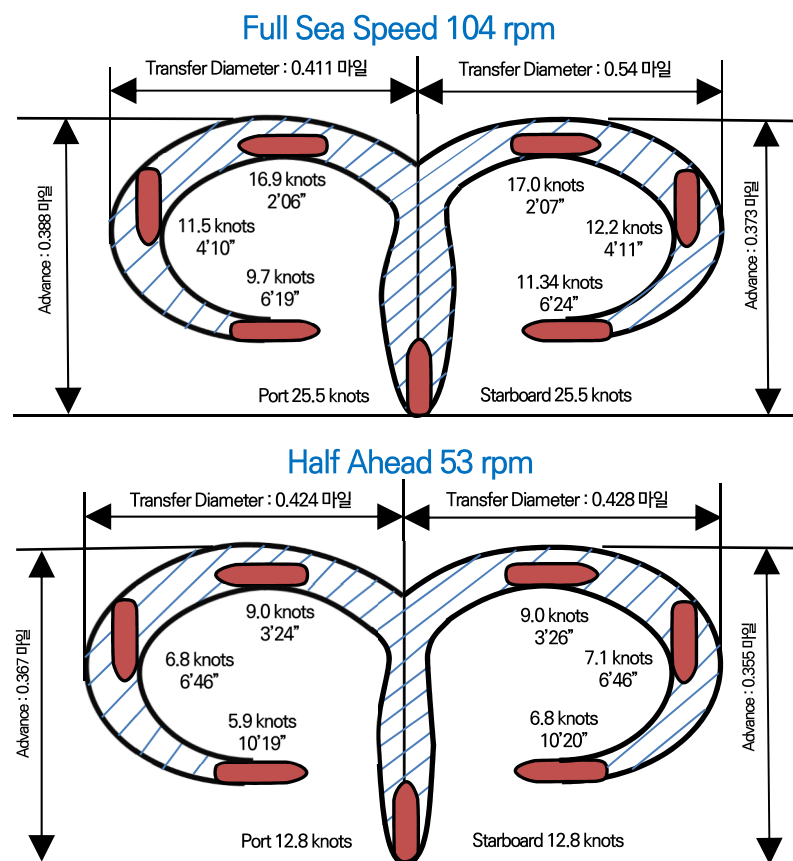 Full Sea Speed 104 rpm
Transfer Diameter : 0.411 마일
Transfer Diameter : 0.54 마일
Advance : 0.388 마일
16.9 knots
2'06”
17.0 knots
2'07”
11.5 knots
4'10”
12.2 knots
4'11”
Advance : 0.373 마일
9.7 knots
6'19”
11.34 knots
6'24”
Port 25.5 knots
Starboard 25.5 knots
Half Ahead 53 rpm
Transfer Diameter : 0.424 마일
Transfer Diameter : 0.428 마일
Advance : 0.367 마일
9.0 knots
3'24”
9.0 knots
3'26”
6.8 knots
6'46”
7.1 knots
6'46”
Advance : 0.355 마일
5.9 knots
10'19”
6.8 knots
10'20”
Port 12.8 knots
Starboard 12.8 knots